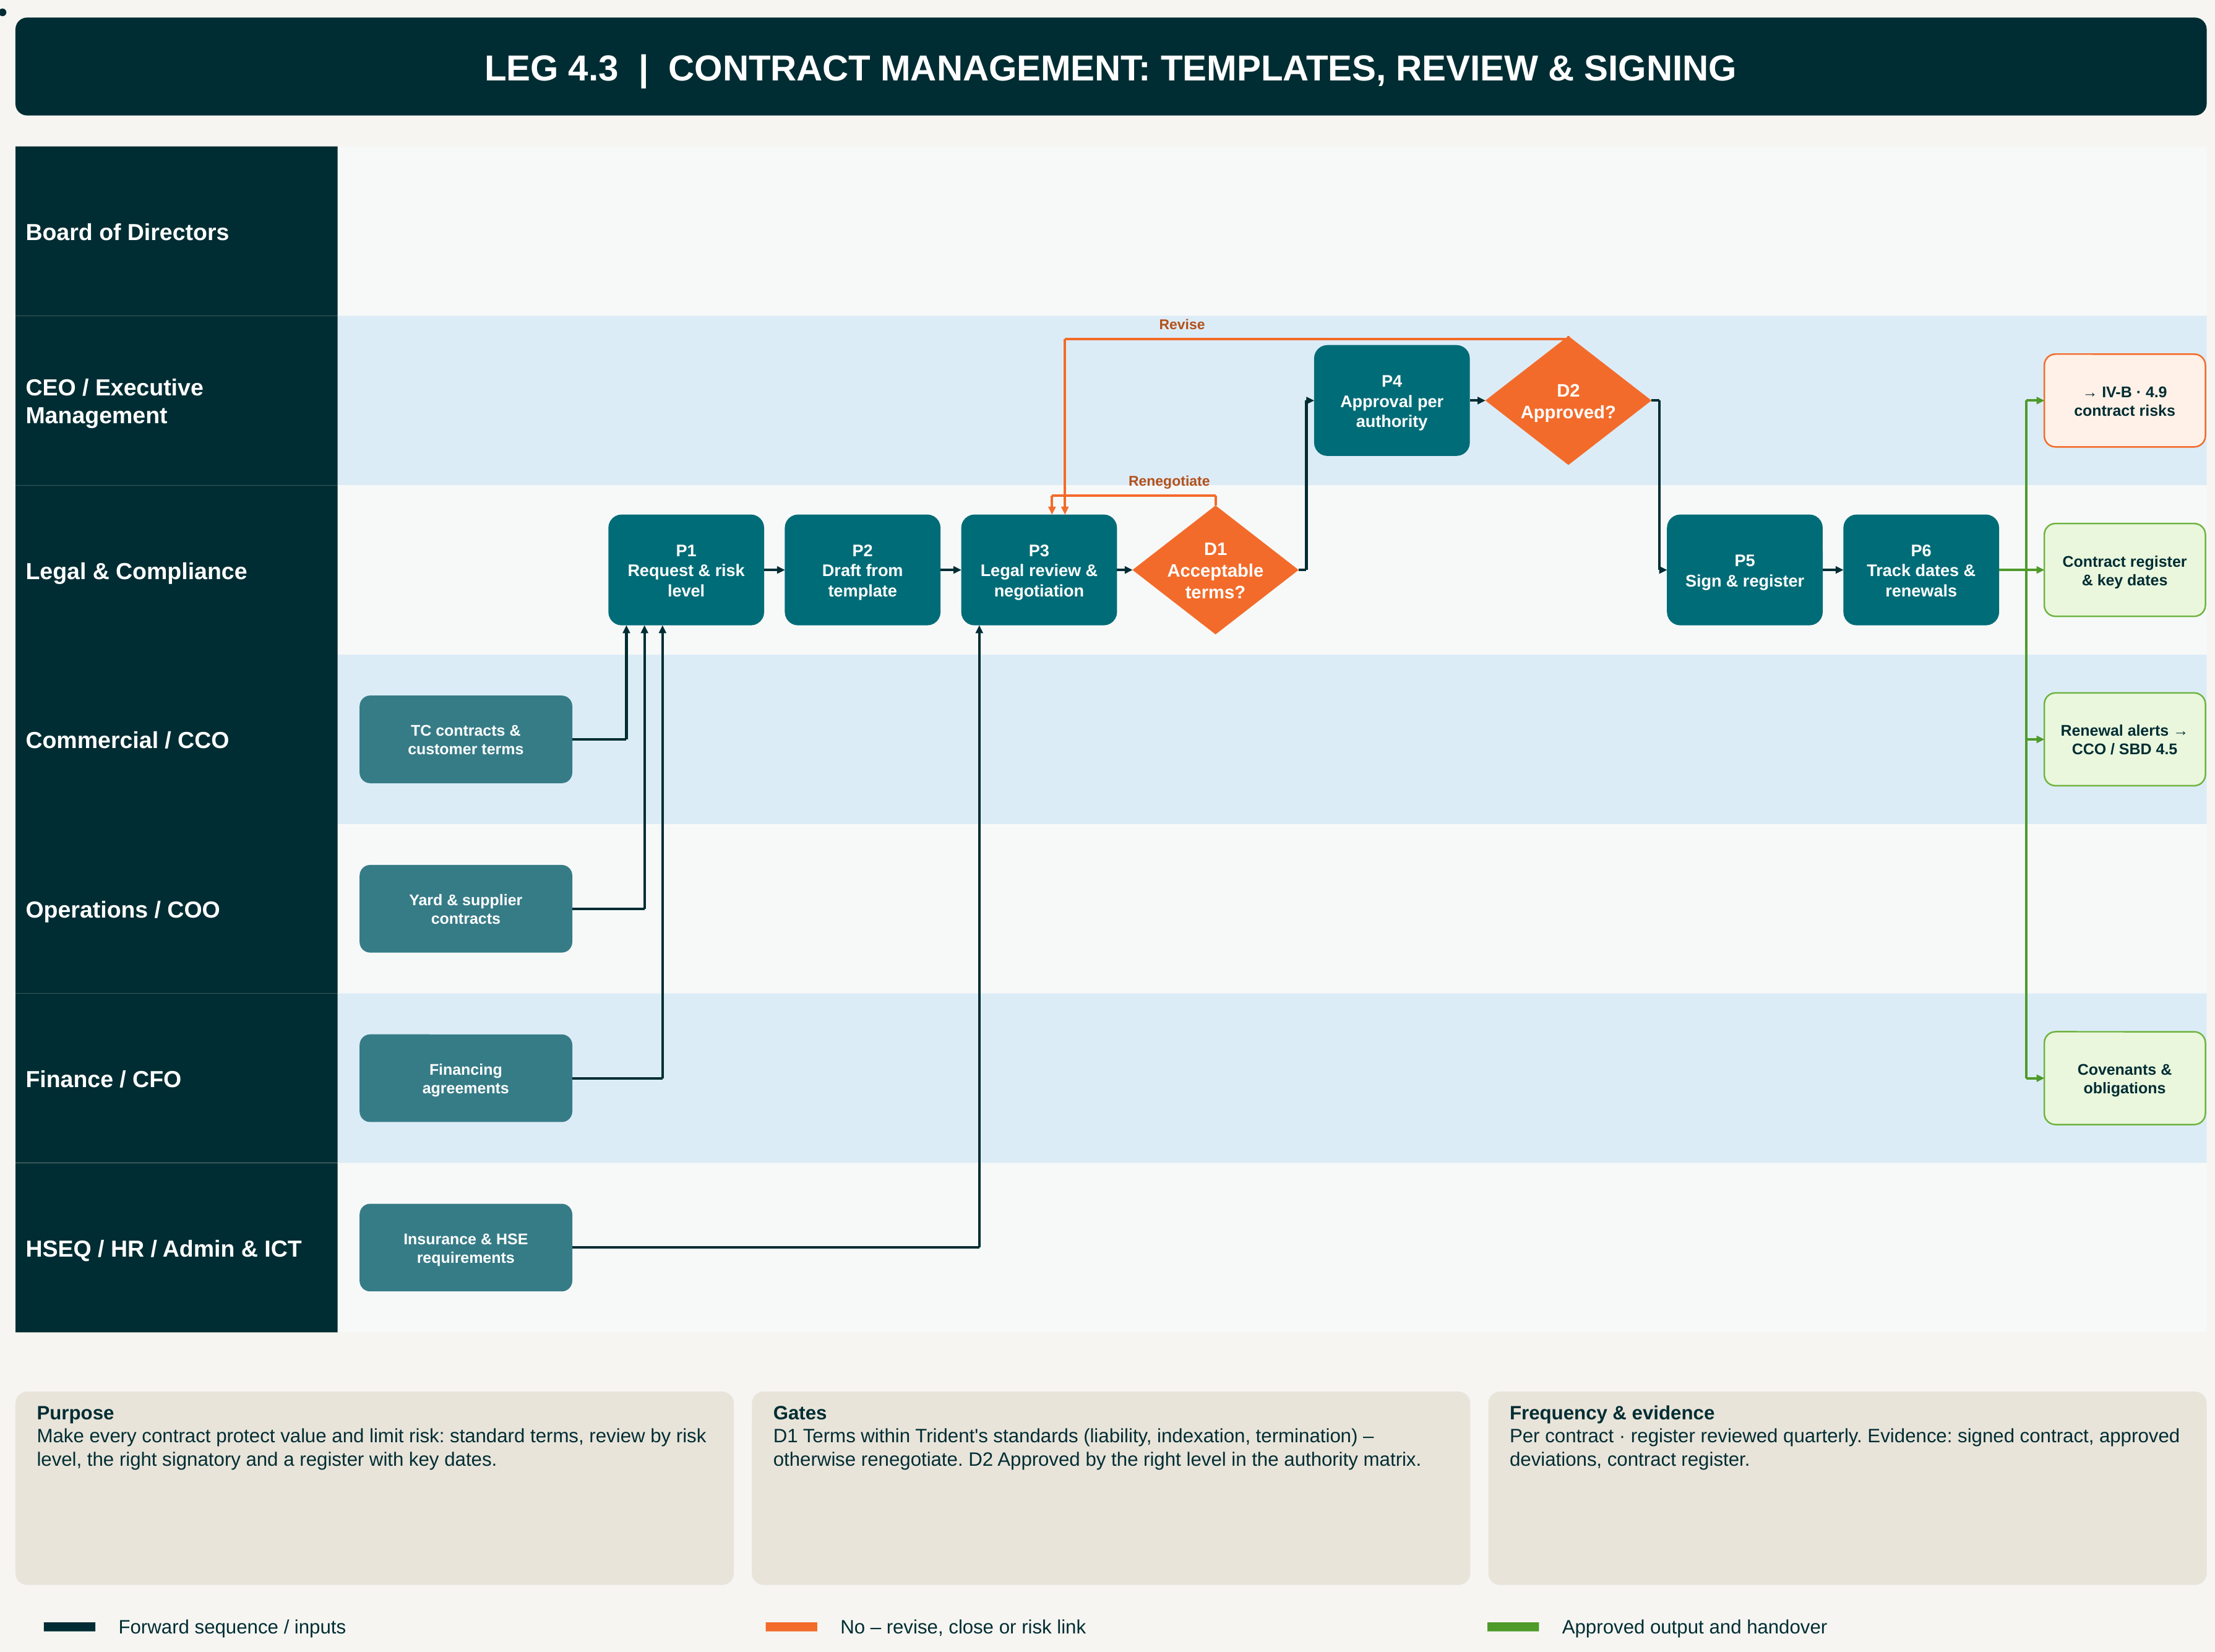 LEG 4.3 | CONTRACT MANAGEMENT: TEMPLATES, REVIEW & SIGNING
Board of Directors
CEO / Executive
Management
Revise
P4
Approval per
authority
D2
Approved?
→ IV-B · 4.9
contract risks
Legal & Compliance
Renegotiate
P1
Request & risk
level
P2
Draft from
template
P3
Legal review &
negotiation
D1
Acceptable
terms?
P5
Sign & register
P6
Track dates &
renewals
Contract register
& key dates
Commercial / CCO
TC contracts &
customer terms
Renewal alerts →
CCO / SBD 4.5
Operations / COO
Yard & supplier
contracts
Finance / CFO
Financing
agreements
Covenants &
obligations
HSEQ / HR / Admin & ICT
Insurance & HSE
requirements
Purpose
Make every contract protect value and limit risk: standard terms, review by risk
level, the right signatory and a register with key dates.
Gates
D1 Terms within Trident's standards (liability, indexation, termination) –
otherwise renegotiate. D2 Approved by the right level in the authority matrix.
Frequency & evidence
Per contract · register reviewed quarterly. Evidence: signed contract, approved
deviations, contract register.
Forward sequence / inputs
No – revise, close or risk link
Approved output and handover